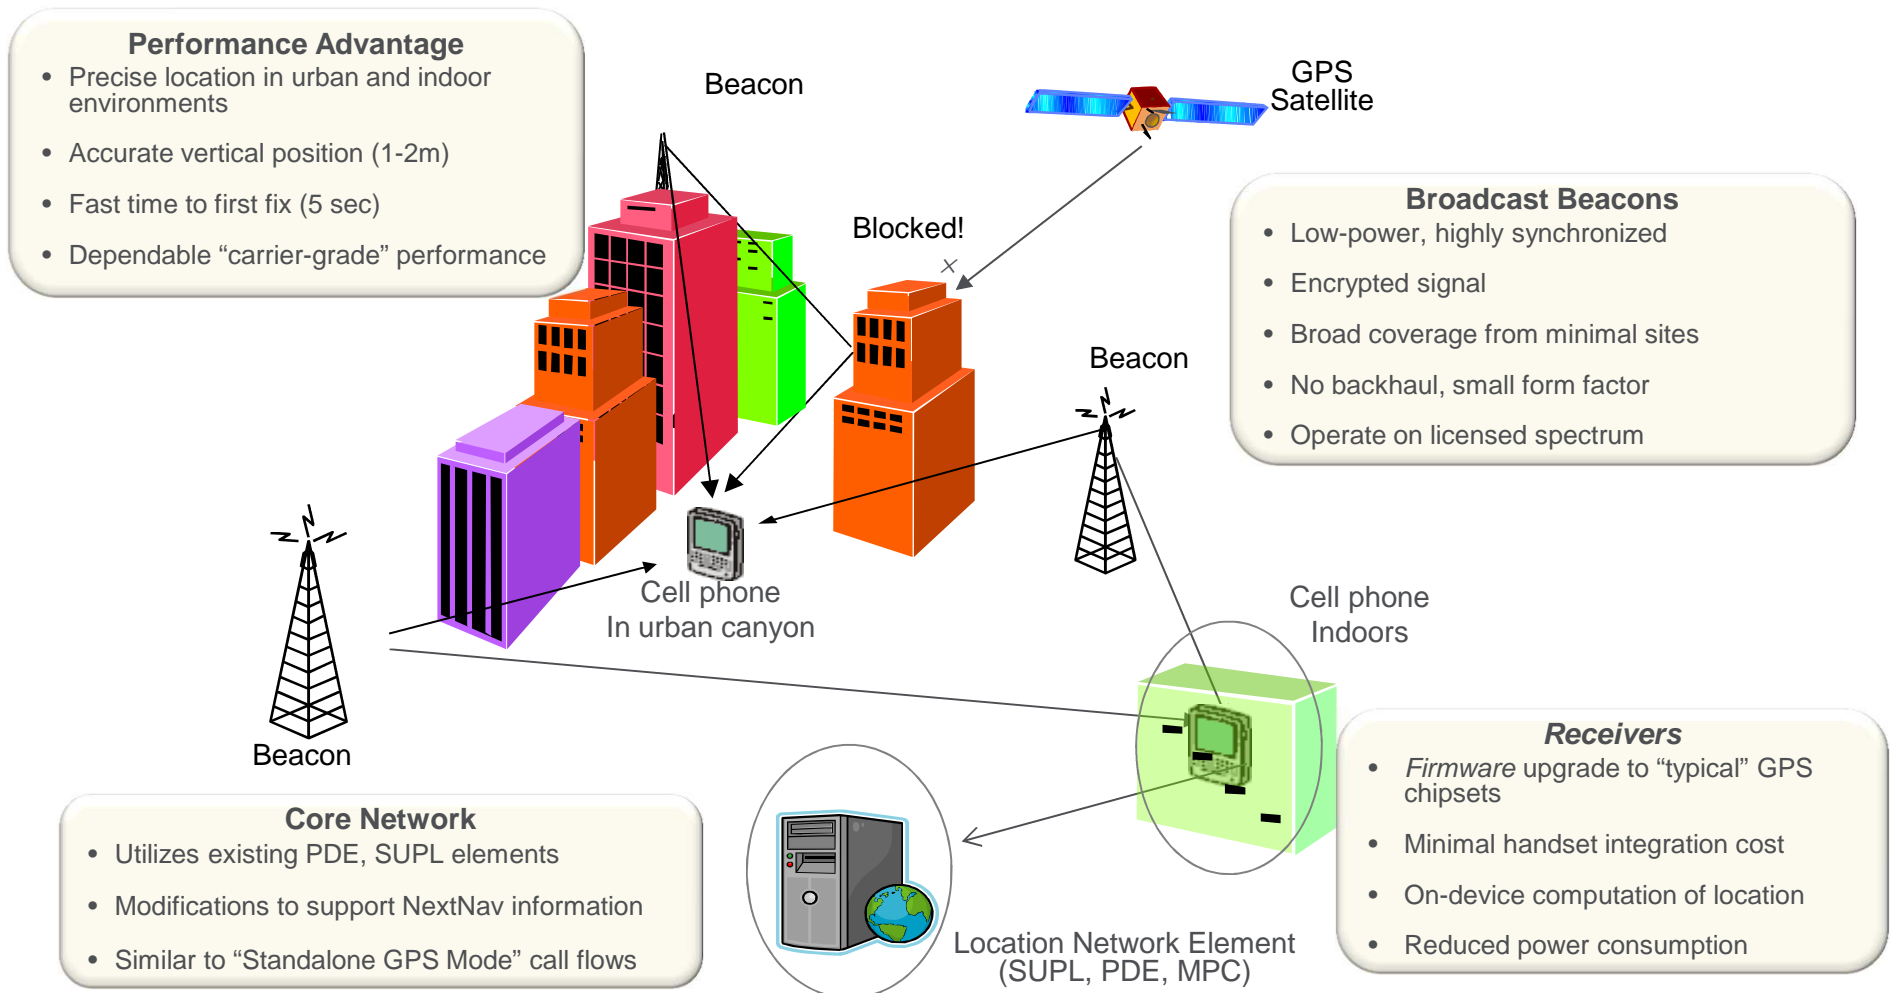 Performance Advantage
• Precise location in urban and indoor
environments
• Accurate vertical position (1-2m)
• Fast time to first fix (5 sec)
• Dependable “carrier-grade” performance
Beacon
GPS
Satellite
Blocked!
Broadcast Beacons
• Low-power, highly synchronized
• Encrypted signal
• Broad coverage from minimal sites
• No backhaul, small form factor
• Operate on licensed spectrum
Beacon
Cell phone
In urban canyon
Cell phone
Indoors
Beacon
Core Network
• Utilizes existing PDE, SUPL elements
• Modifications to support NextNav information
• Similar to “Standalone GPS Mode” call flows
Location Network Element
(SUPL, PDE, MPC)
Receivers
• Firmware upgrade to “typical” GPS
chipsets
• Minimal handset integration cost
• On-device computation of location
• Reduced power consumption